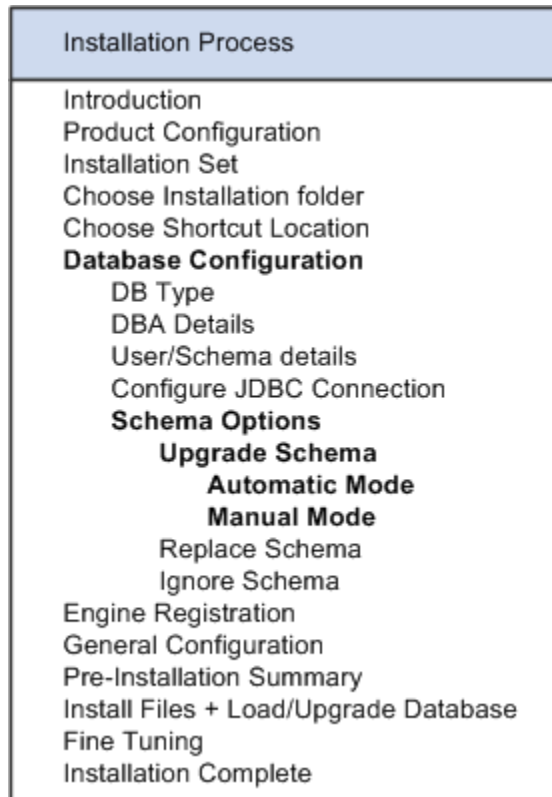 Installation Process
Introduction
Product Configuration
Installation Set
Choose Installation folder
Choose Shortcut Location
Database Configuration
DB Type
DBA Details
User/Schema details
Configure JDBC Connection
Schema Options
Upgrade Schema
Automatic Mode
Manual Mode
Replace Schema
Ignore Schema
Engine Registration
General Configuration
Pre-Installation Summary
Install Files + Load/Upgrade Database
Fine Tuning
Installation Complete